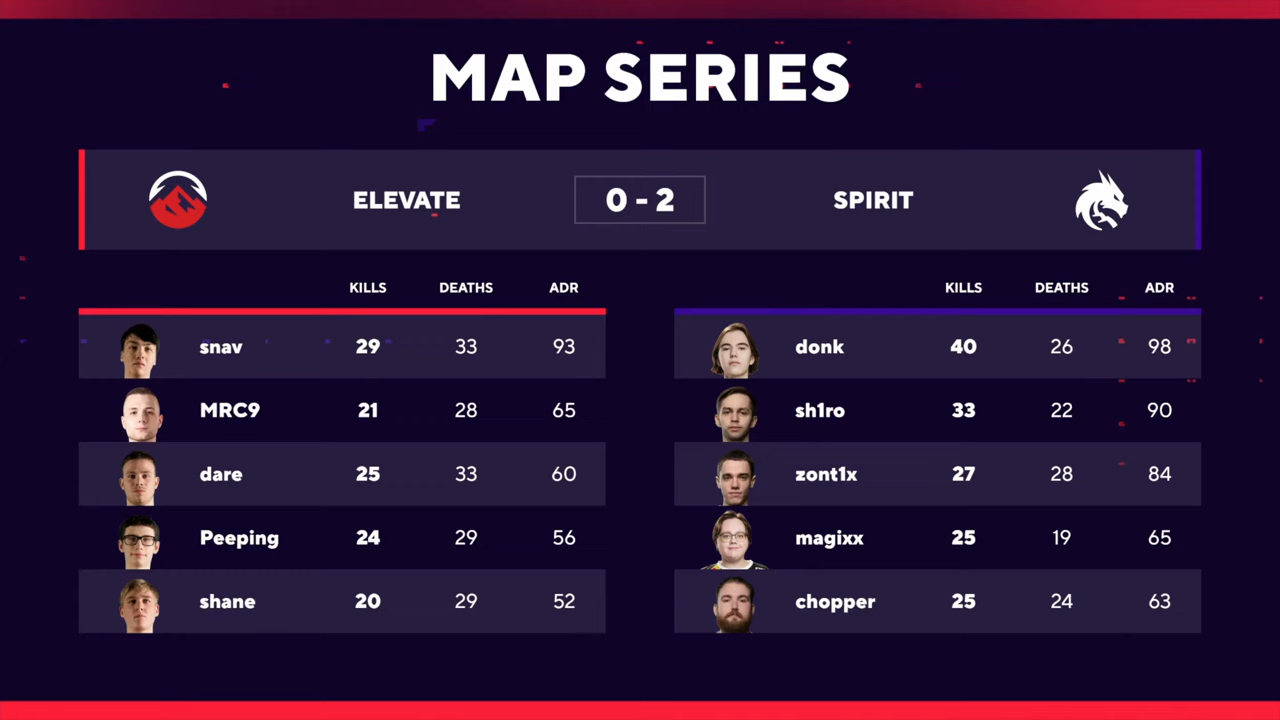 MAP SERIES
ELEVATE 0 - 2 SPIRIT
KILLS DEATHS ADR
snav 29 33 93
MRC9 21 28 65
dare 25 33 60
Peeping 24 29 56
shane 20 29 52
KILLS DEATHS ADR
donk 40 26 98
sh1ro 33 22 90
zont1x 27 28 84
magixx 25 19 65
chopper 25 24 63